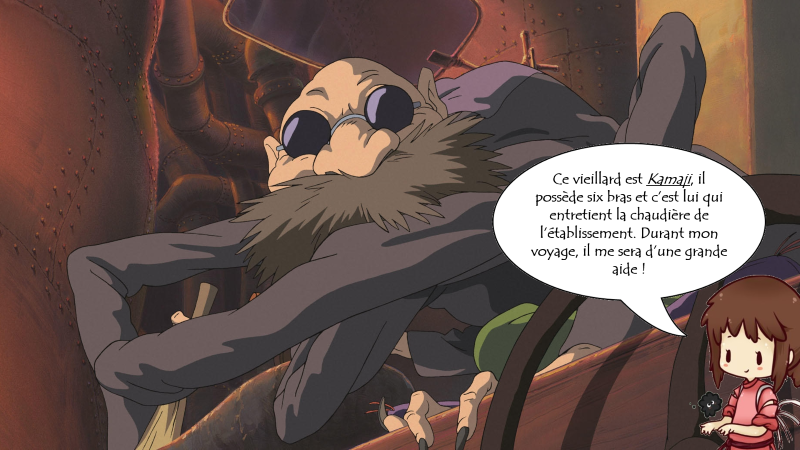 Ce vieillard est Kamaji, il
possède six bras et c'est lui qui
entretient la chaudière de
l'établissement. Durant mon
voyage, il me sera d'une grande
aide !